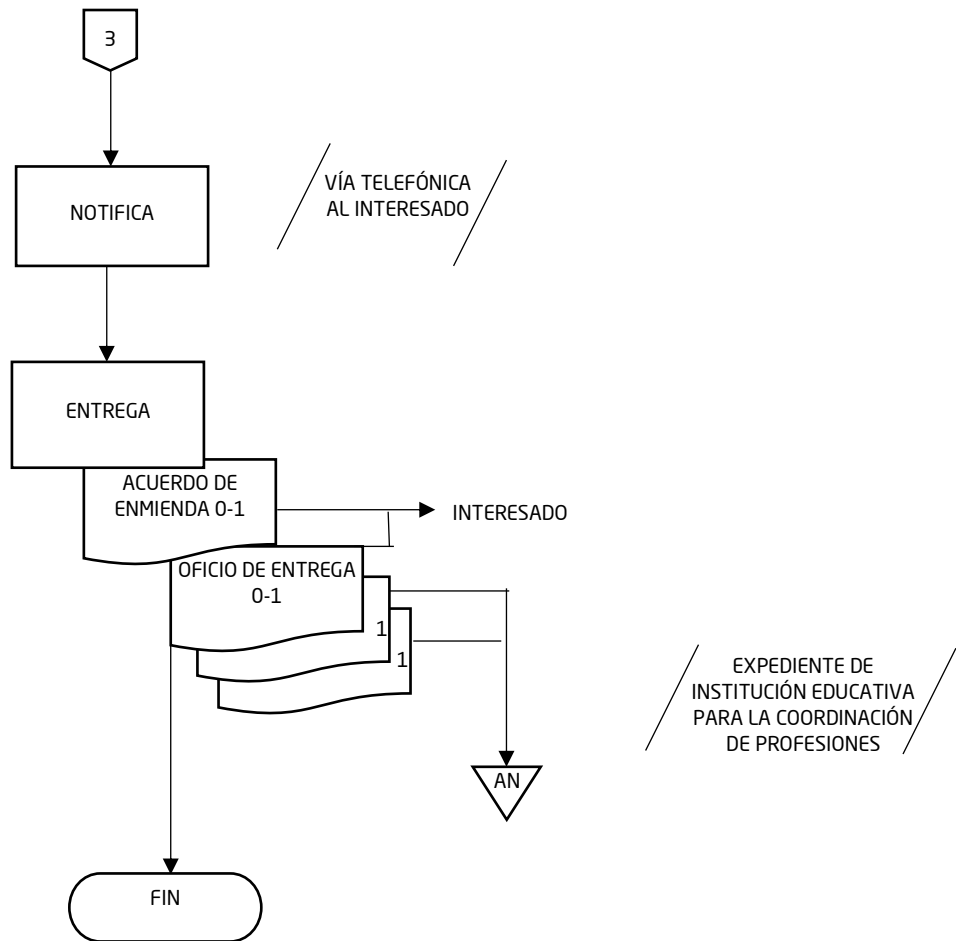 3
NOTIFICA
VÍA TELEFÓNICA
AL INTERESADO
ENTREGA
ACUERDO DE
ENMIENDA 0-1
INTERESADO
OFICIO DE ENTREGA
0-1
1
1
EXPEDIENTE DE
INSTITUCIÓN EDUCATIVA
PARA LA COORDINACIÓN
DE PROFESIONES
AN
FIN